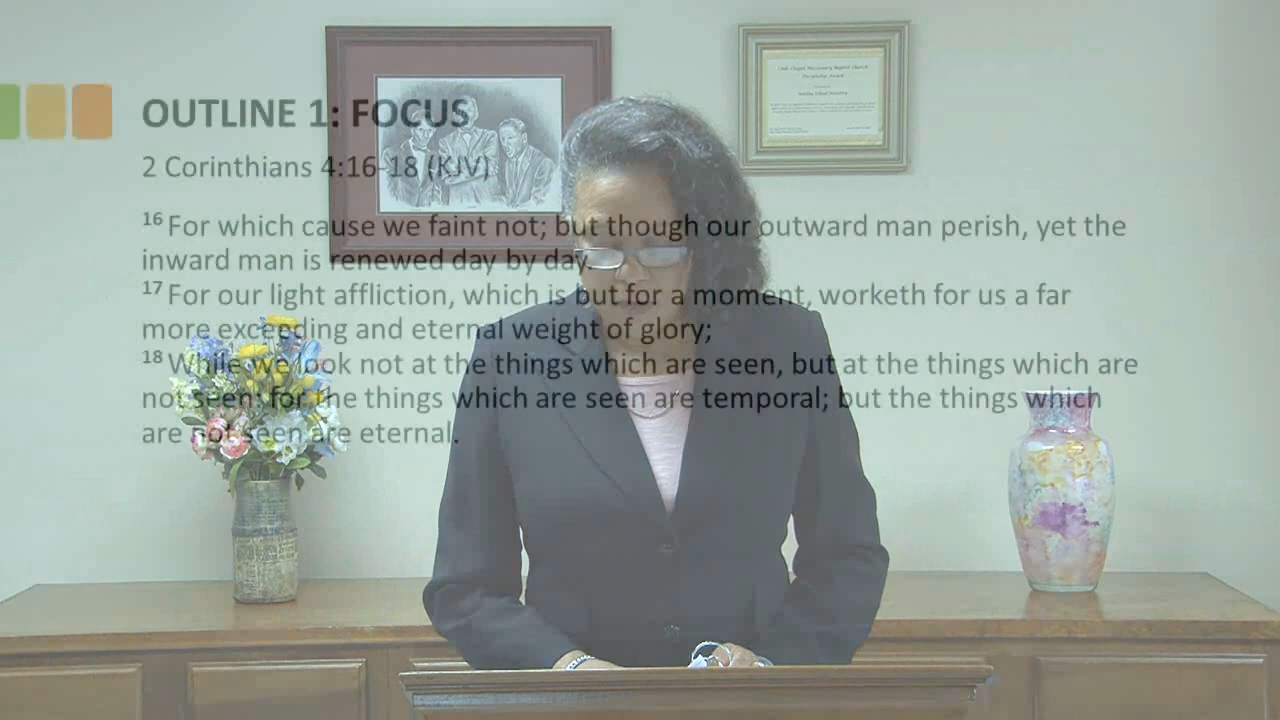 OUTLINE 1: FOCUS
2 Corinthians 4:16-18 (KJV)
16 For which cause we faint not; but though our outward man perish, yet the
inward man is renewed day by day.
17 For our light affliction, which is but for a moment, worketh for us a far
more exceeding and eternal weight of glory;
18 While we look not at the things which are seen, but at the things which are
not seen: for the things which are seen are temporal; but the things which
are not seen are eternal.
Chapel Missionary Baptist Church